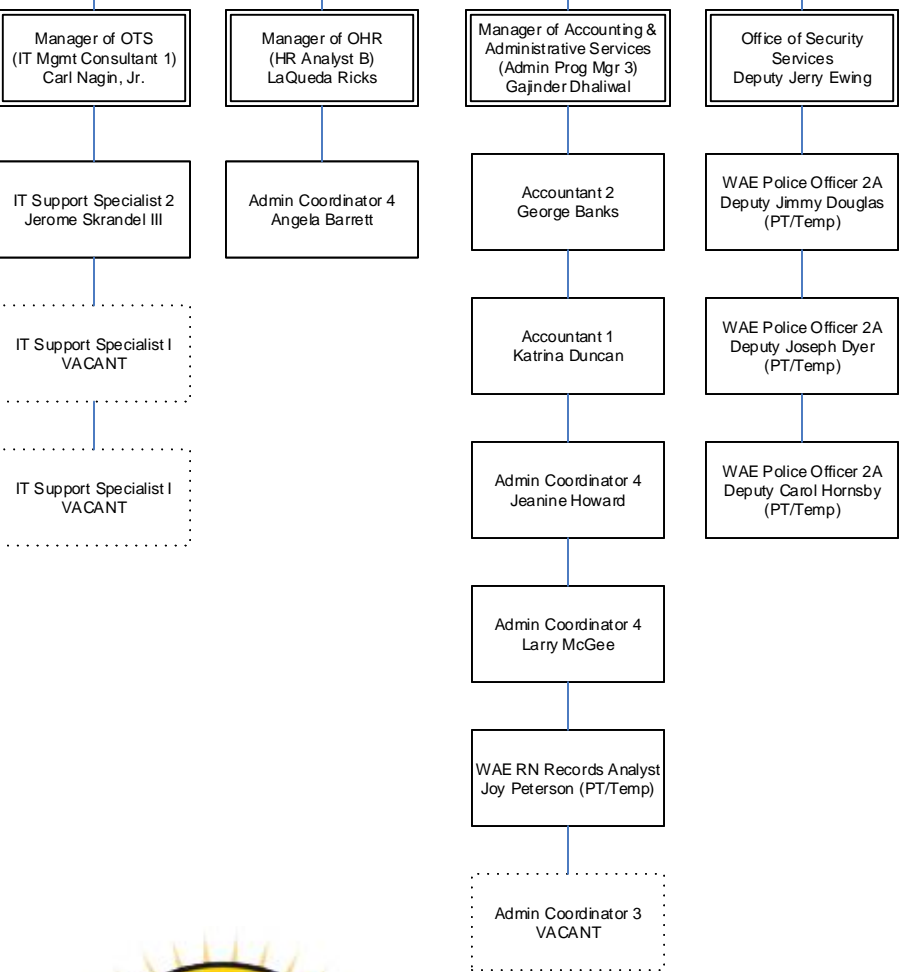 Manager of OTS
(IT Mgmt Consultant 1)
Carl Nagin, Jr.
IT Support Specialist 2
Jerome Skrandel III
IT Support Specialist I
VACANT
IT Support Specialist I
VACANT
Manager of OHR
(HR Analyst B)
LaQueda Ricks
Admin Coordinator 4
Angela Barrett
Manager of Accounting &
Administrative Services
(Admin Prog Mgr 3)
Gajinder Dhaliwal
Accountant 2
George Banks
Accountant 1
Katrina Duncan
Admin Coordinator 4
Jeanine Howard
Admin Coordinator 4
Larry McGee
WAE RN Records Analyst
Joy Peterson (PT/Temp)
Admin Coordinator 3
VACANT
Office of Security
Services
Deputy Jerry Ewing
WAE Police Officer 2A
Deputy Jimmy Douglas
(PT/Temp)
WAE Police Officer 2A
Deputy Joseph Dyer
(PT/Temp)
WAE Police Officer 2A
Deputy Carol Hornsby
(PT/Temp)